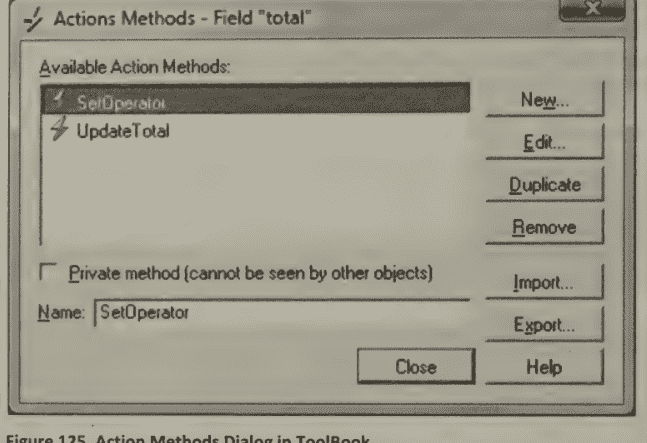 Actions Methods - Field "total"
Available Action Methods:
SetOperator
UpdateTotal
New...
Edit...
Duplicate
Remove
Private method (cannot be seen by other objects)
Import...
Name: SetOperator
Export...
Close
Help
Figure 125. Action Methods Dialog in ToolBook